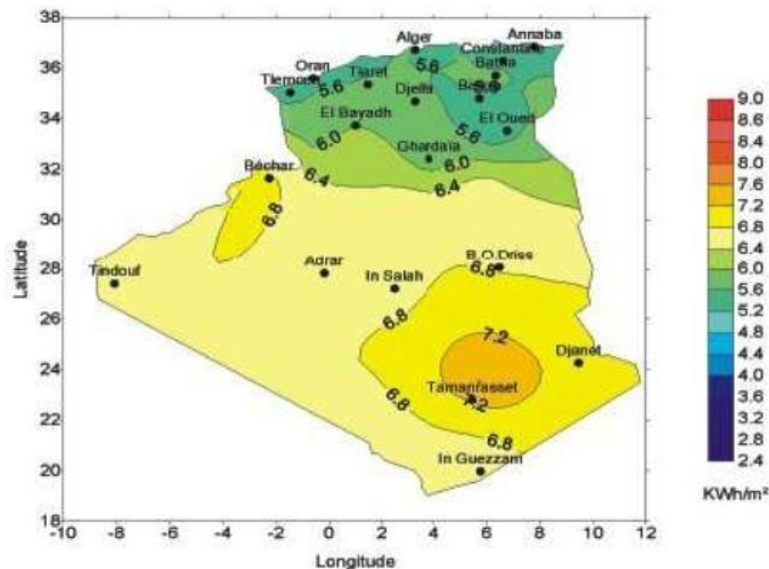 38
36
34
32
30
28
26
24
22
20
18
Latitude
-10 -8 -6 -4 -2 0 2 4 6 8 10 12
Longitude
Alger
Annaba
Oran
Tiaret
5.6
5.6
El Bayadh
El Oued
5.6
6.0
Ghardaïa
6.0
Béchar
6.4
6.4
6.8
Tindouf
Adrar
In Salah
B.O.Driss
6.8
6.8
7.2
Djanet
Tamanrasset
7.2
6.8
6.8
In Guezzam
9.0
8.6
8.4
8.0
7.6
7.2
6.8
6.4
6.0
5.6
5.2
4.8
4.4
4.0
3.6
3.2
2.8
2.4
KWh/m²